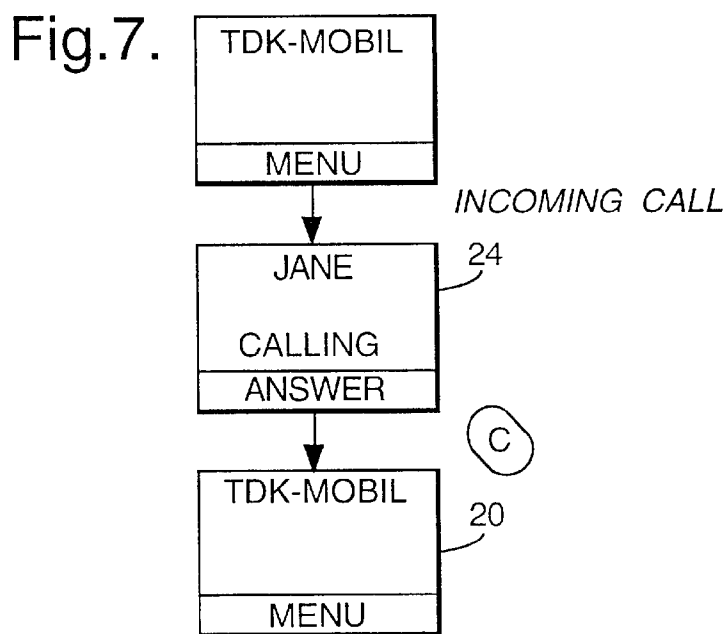 Fig.7.
TDK-MOBIL
MENU
INCOMING CALL
JANE
24
CALLING
ANSWER
C
TDK-MOBIL
20
MENU